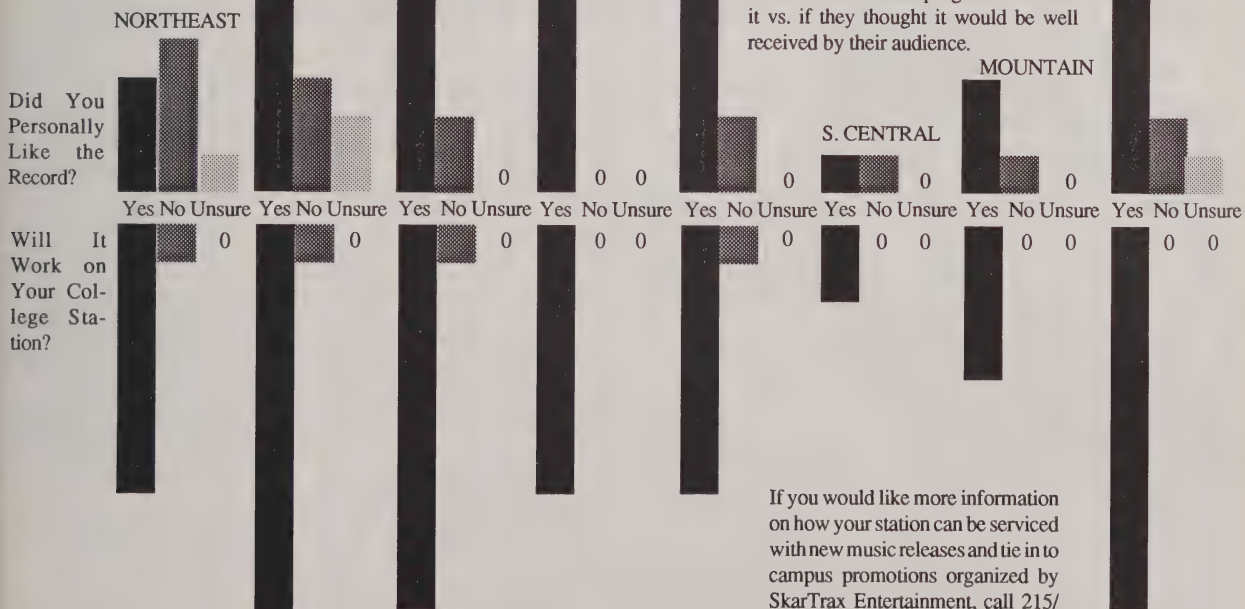 NORTHEAST
it vs. if they thought it would be well
received by their audience.
MOUNTAIN
S. CENTRAL
Did You
Personally
Like the
Record?
0 0 0 0 0 0
Yes No Unsure Yes No Unsure Yes No Unsure Yes No Unsure Yes No Unsure Yes No Unsure Yes No Unsure Yes No Unsure
Will It
Work on
Your Col-
lege Sta-
tion?
0 0 0 0 0 0 0 0 0 0 0 0
If you would like more information
on how your station can be serviced
with new music releases and tie in to
campus promotions organized by
SkarTrax Entertainment, call 215/